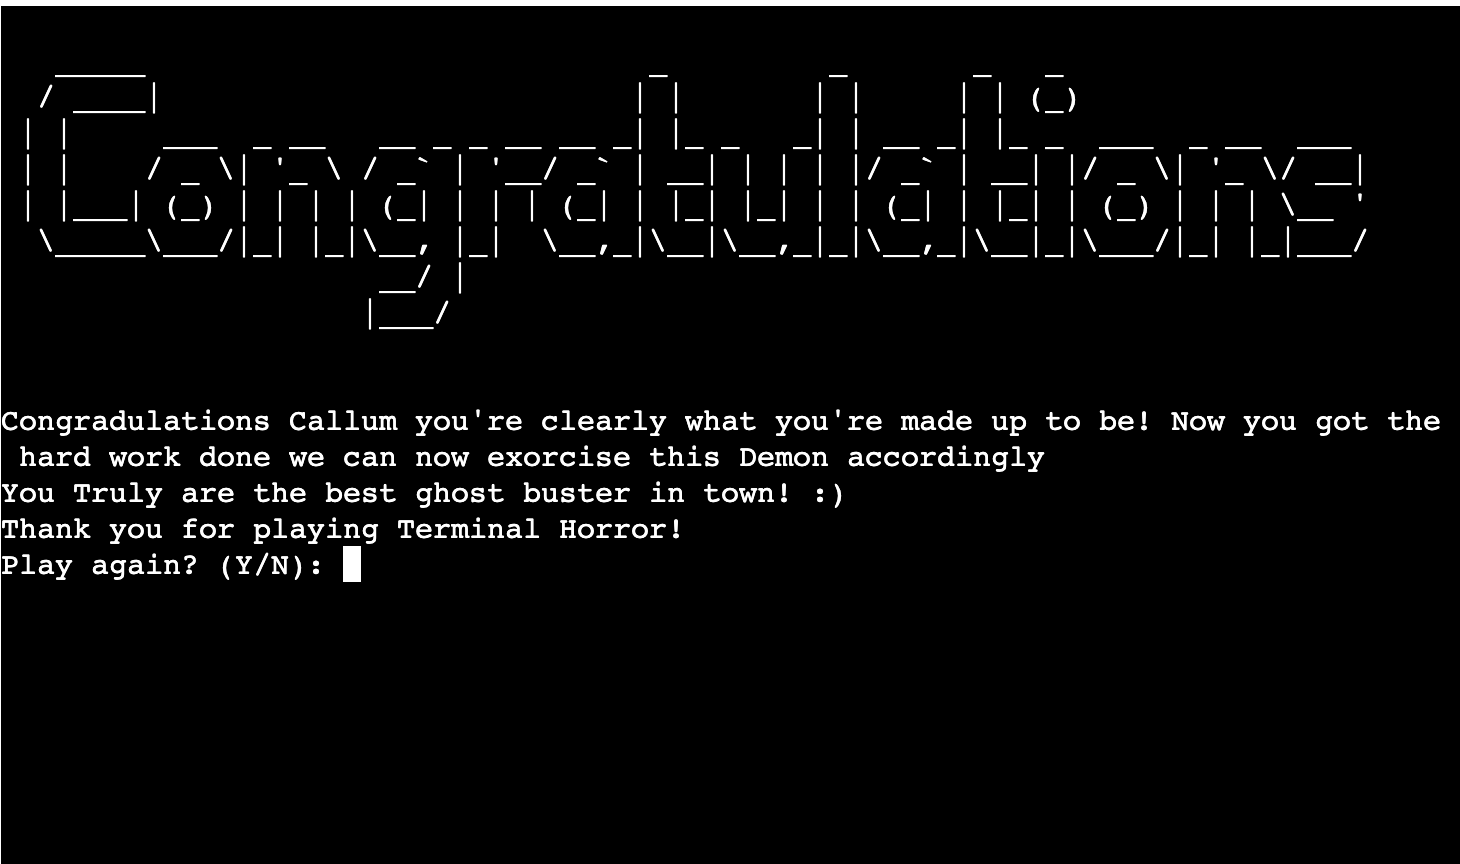 Congratulations
Congradulations Callum you're clearly what you're made up to be! Now you got the
hard work done we can now exorcise this Demon accordingly
You Truly are the best ghost buster in town! :)
Thank you for playing Terminal Horror!
Play again? (Y/N):